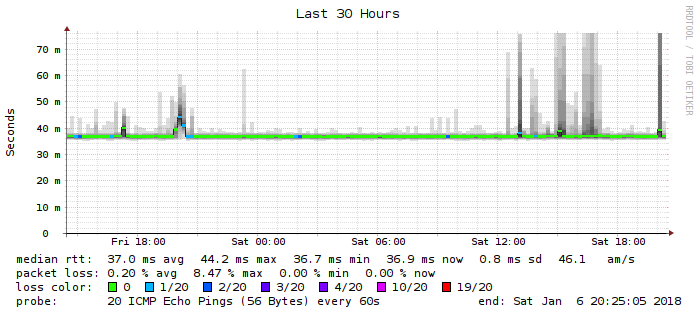 Last 30 Hours
RRDTOOL / TOBI OETIKER
Seconds
70 m
60 m
50 m
40 m
30 m
20 m
10 m
0
Fri 18:00 Sat 00:00 Sat 06:00 Sat 12:00 Sat 18:00
median rtt: 37.0 ms avg 44.2 ms max 36.7 ms min 36.9 ms now 0.8 ms sd 46.1 am/s
packet loss: 0.20 % avg 8.47 % max 0.00 % min 0.00 % now
loss color: 0 1/20 2/20 3/20 4/20 10/20 19/20
probe: 20 ICMP Echo Pings (56 Bytes) every 60s end: Sat Jan 6 20:25:05 2018